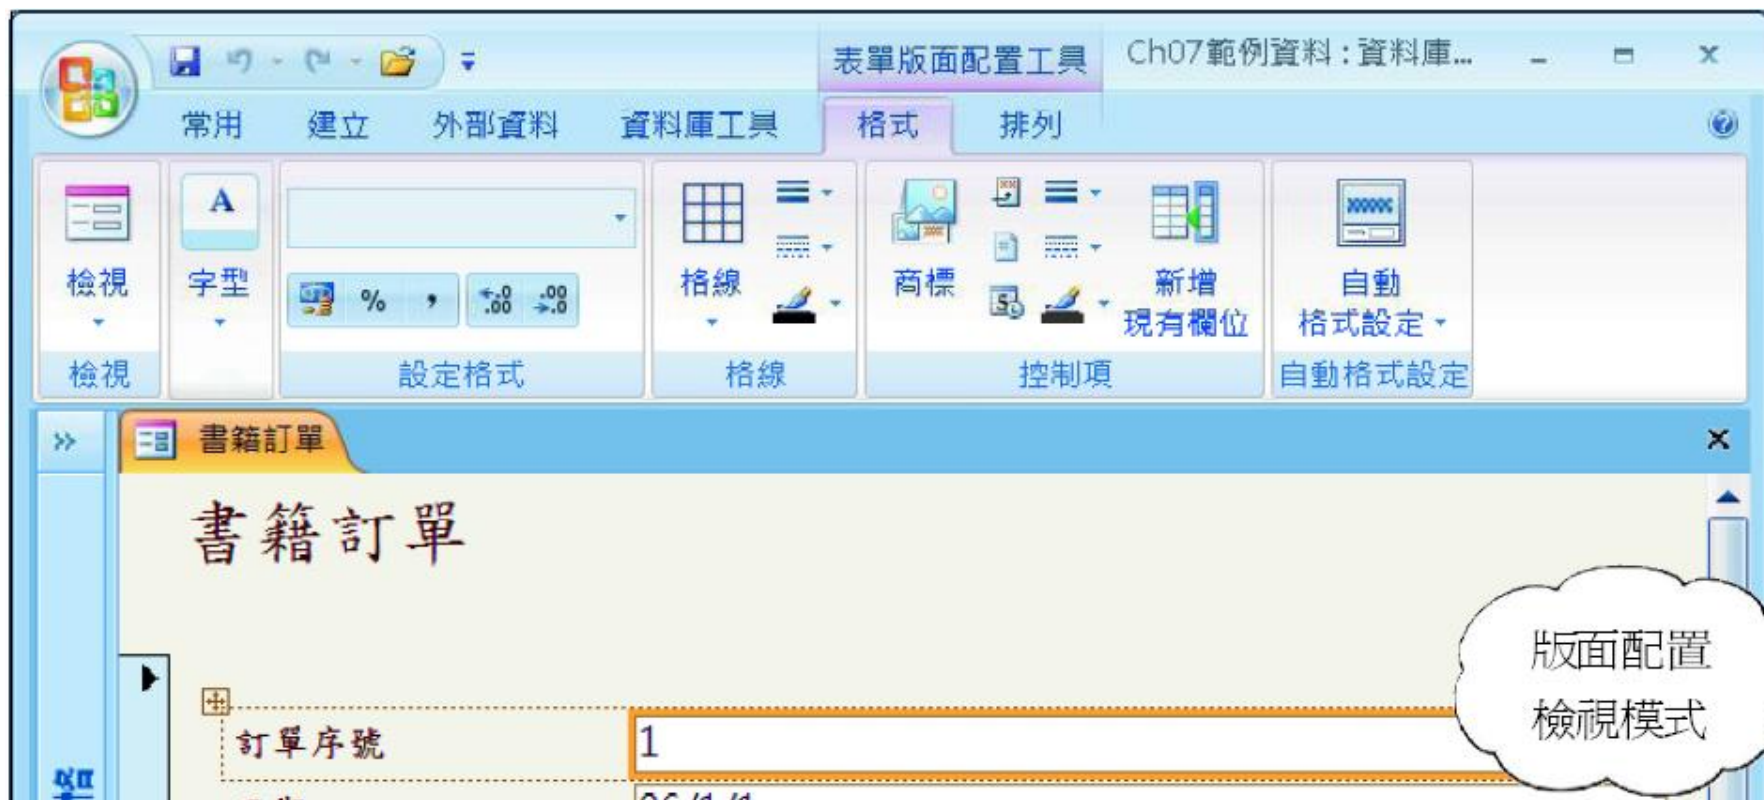 表單版面配置工具 Ch07範例資料 : 資料庫...
常用 建立 外部資料 資料庫工具 格式 排列
檢視 字型 % , .0 .00 .00 .0 格線 商標 新增 現有欄位 自動 格式設定
檢視 設定格式 格線 控制項 自動格式設定
書籍訂單
書籍訂單
版面配置
檢視模式
訂單序號 1